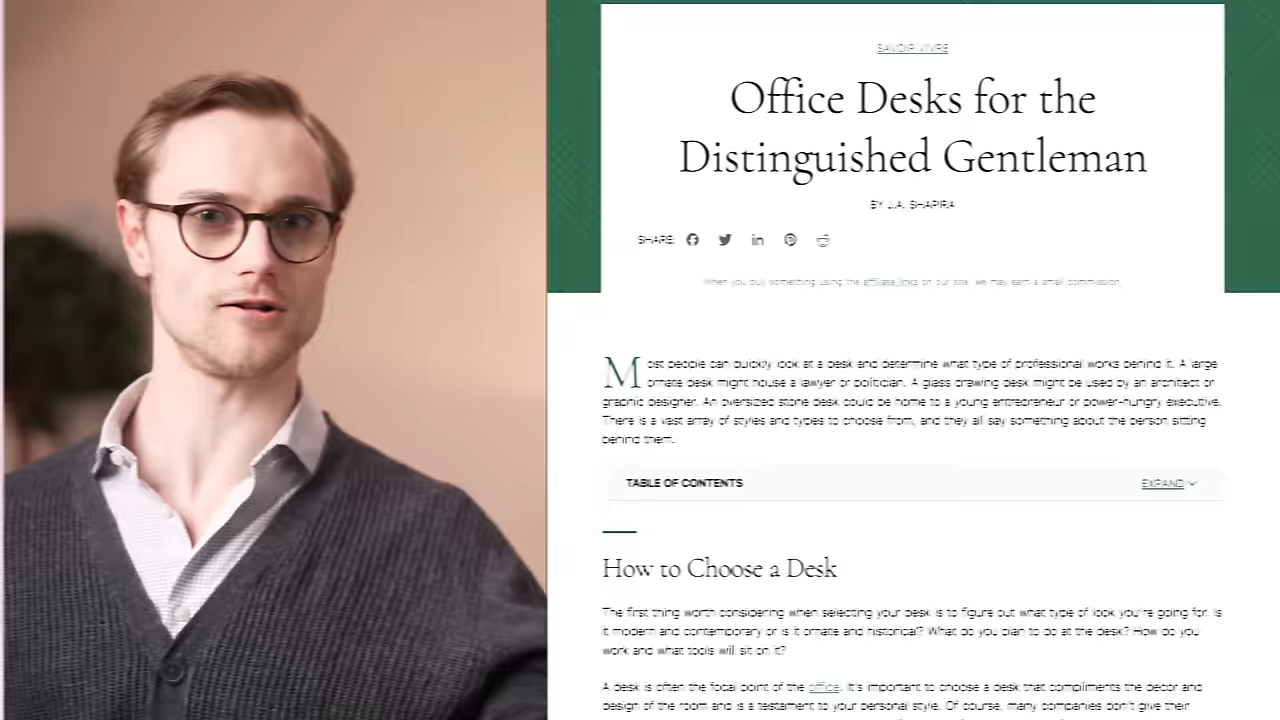 SAVOIR VIVRE
Office Desks for the
Distinguished Gentleman
BY J.A. SHAPIRA
SHARE:
When you buy something using the affiliate links on our site, we may earn a small commission.
Most people can quickly look at a desk and determine what type of professional works behind it. A large
ornate desk might house a lawyer or politician. A glass drawing desk might be used by an architect or
graphic designer. An oversized stone desk could be home to a young entrepreneur or power-hungry executive.
There is a vast array of styles and types to choose from, and they all say something about the person sitting
behind them.
TABLE OF CONTENTS EXPAND
How to Choose a Desk
The first thing worth considering when selecting your desk is to figure out what type of look you're going for. Is
it modern and contemporary or is it ornate and historical? What do you plan to do at the desk? How do you
work and what tools will sit on it?
A desk is often the focal point of the office. It's important to choose a desk that compliments the decor and
design of the room and is a testament to your personal style. Of course, many companies don't give their